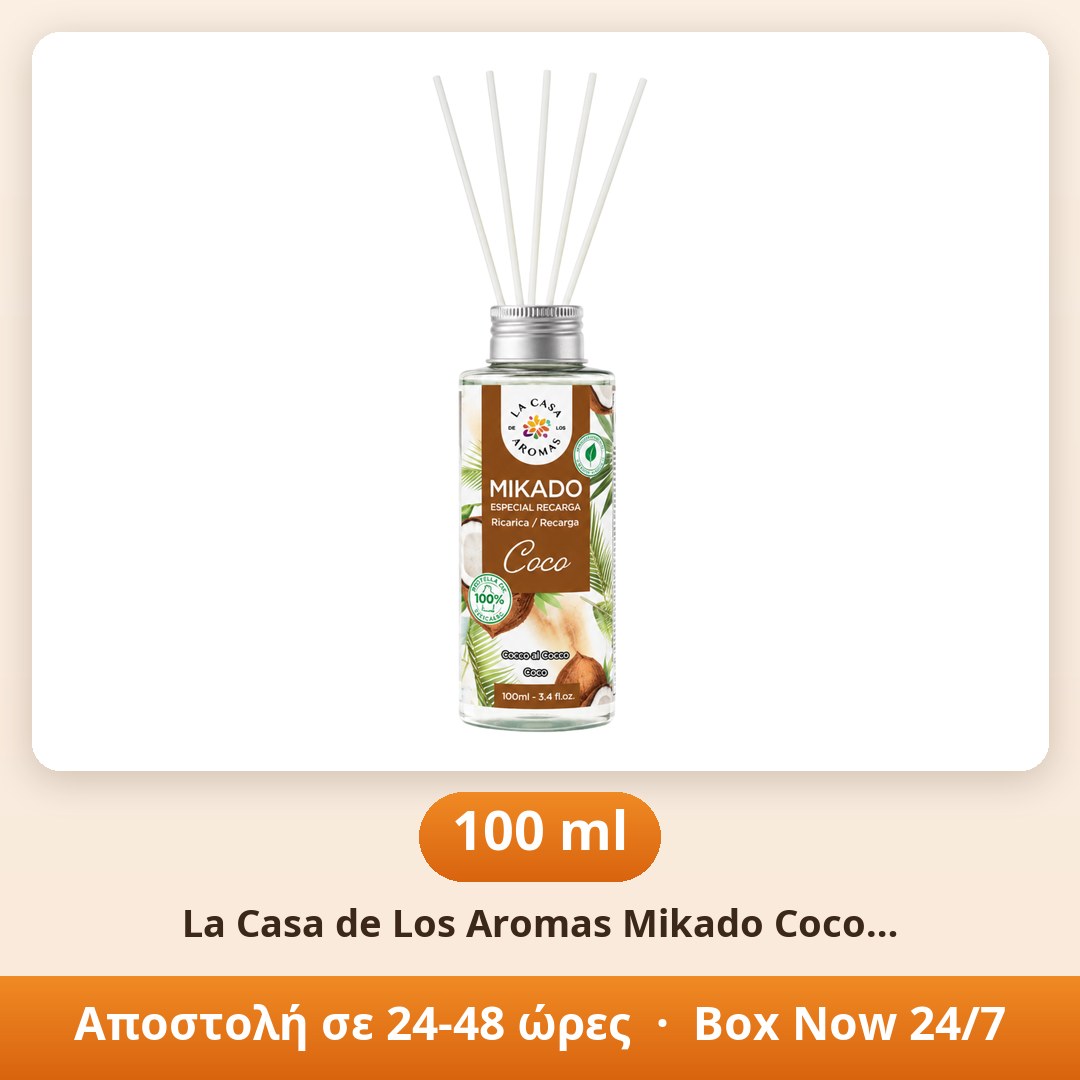 LA CASA
DE LOS
AROMAS
MIKADO
ESPECIAL RECARGA
Ricarica / Recarga
Coco
100%
Cocco al Cocco
Coco
100ml - 3.4 fl.oz.
100 ml
La Casa de Los Aromas Mikado Coco...
Αποστολή σε 24-48 ώρες · Box Now 24/7